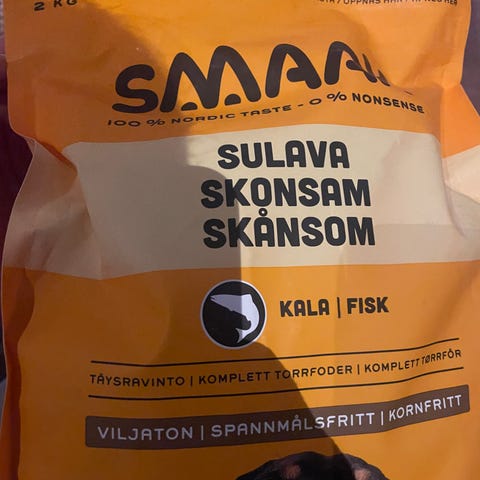 2 KG
SMAAK
100 % NORDIC TASTE - 0 % NONSENSE
SULAVA
SKONSAM
SKÅNSOM
KALA | FISK
TÄYSRAVINTO | KOMPLETT TORRFODER | KOMPLETT TØRRFÔR
VILJATON | SPANNMÅLSFRITT | KORNFRITT